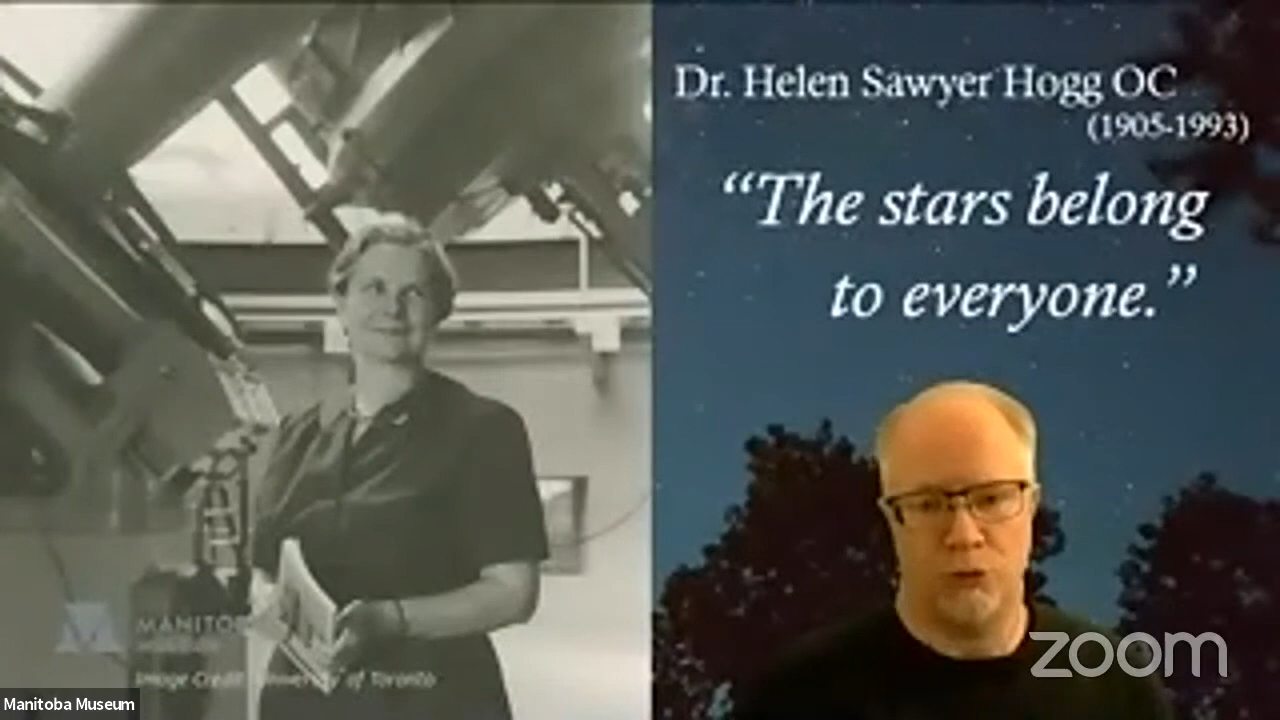 Dr. Helen Sawyer Hogg OC
(1905-1993)
“The stars belong
to everyone.”
MANITOBA
MUSEUM
Image Credit: University of Toronto
zoom
Manitoba Museum